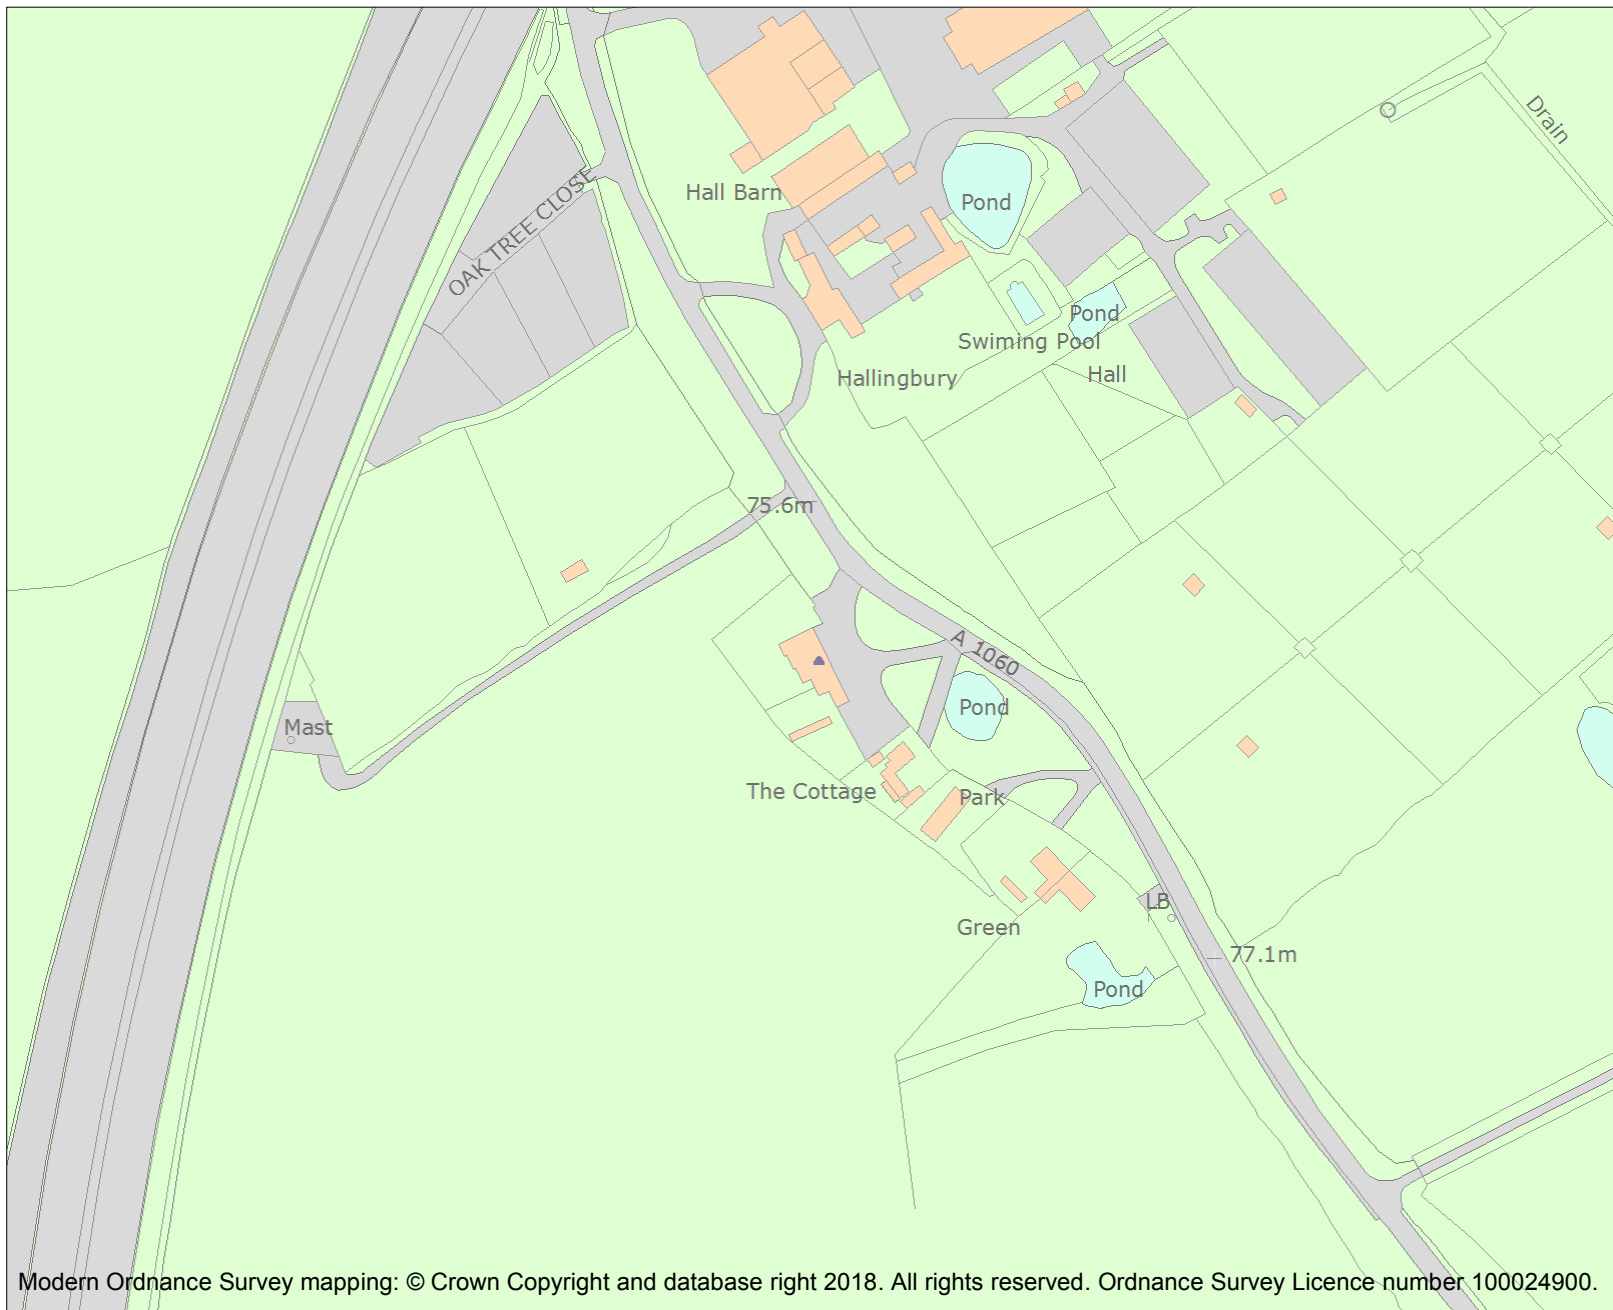 Drain
Hall Barn
Pond
OAK TREE CLOSE
Pond
Swiming Pool
Hallingbury
Hall
75.6m
A 1060
Pond
Mast
The Cottage
Park
LB
Green
77.1m
Pond
Modern Ordnance Survey mapping: © Crown Copyright and database right 2018. All rights reserved. Ordnance Survey Licence number 100024900.